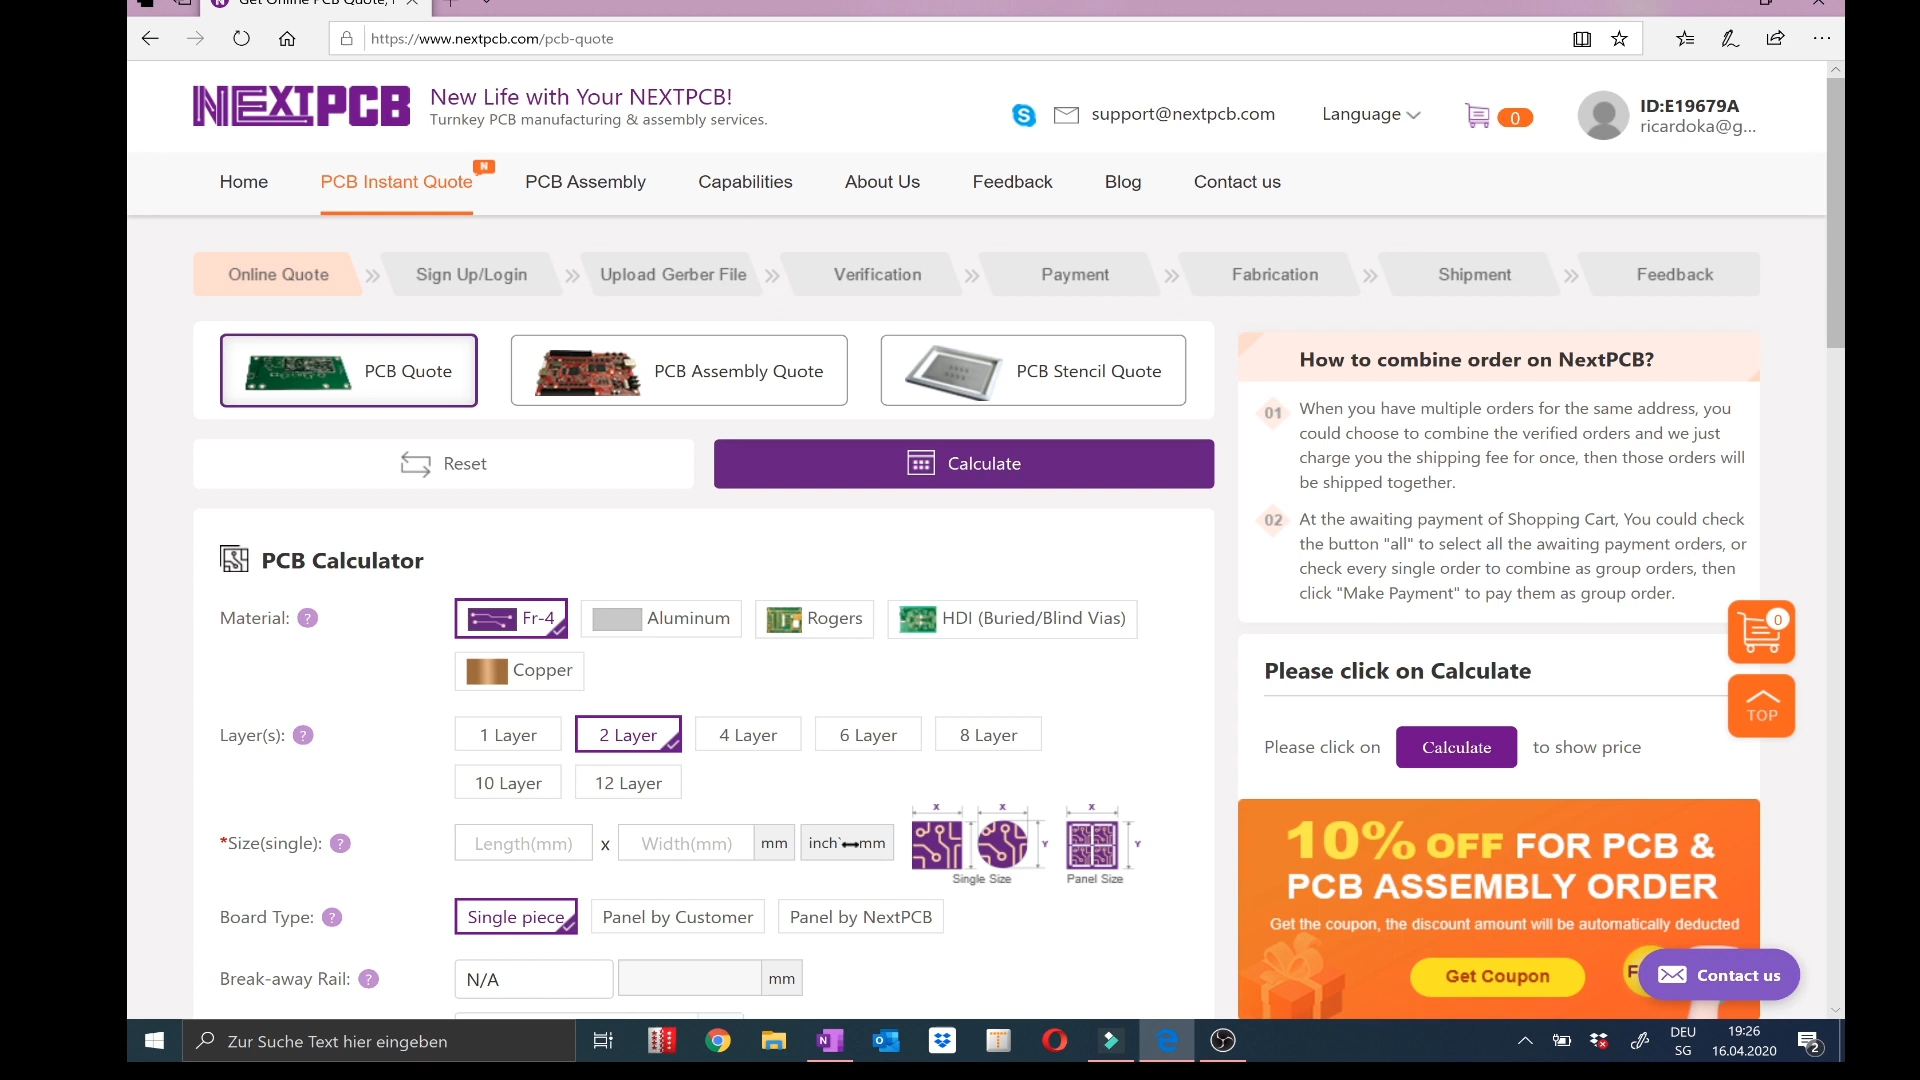 Get Online PCB Quote,
https://www.nextpcb.com/pcb-quote
NEXTPCB
New Life with Your NEXTPCB!
Turnkey PCB manufacturing & assembly services.
support@nextpcb.com
Language
0
ID:E19679A
ricardoka@g...
Home
PCB Instant Quote
N
PCB Assembly
Capabilities
About Us
Feedback
Blog
Contact us
Online Quote
Sign Up/Login
Upload Gerber File
Verification
Payment
Fabrication
Shipment
Feedback
PCB Quote
PCB Assembly Quote
PCB Stencil Quote
Reset
Calculate
PCB Calculator
Material: ?
Fr-4
Aluminum
Rogers
HDI (Buried/Blind Vias)
Copper
Layer(s): ?
1 Layer
2 Layer
4 Layer
6 Layer
8 Layer
10 Layer
12 Layer
*Size(single): ?
Length(mm)
x
Width(mm)
mm
inch`↔mm
X
X
X
Y
Y
Single Size
Panel Size
Board Type: ?
Single piece
Panel by Customer
Panel by NextPCB
Break-away Rail: ?
N/A
mm
How to combine order on NextPCB?
01
When you have multiple orders for the same address, you
could choose to combine the verified orders and we just
charge you the shipping fee for once, then those orders will
be shipped together.
02
At the awaiting payment of Shopping Cart, You could check
the button "all" to select all the awaiting payment orders, or
check every single order to combine as group orders, then
click "Make Payment" to pay them as group order.
0
TOP
Please click on Calculate
Please click on
Calculate
to show price
10% OFF FOR PCB &
PCB ASSEMBLY ORDER
Get the coupon, the discount amount will be automatically deducted
Get Coupon
F
Contact us
Zur Suche Text hier eingeben
DEU
SG
19:26
16.04.2020
2